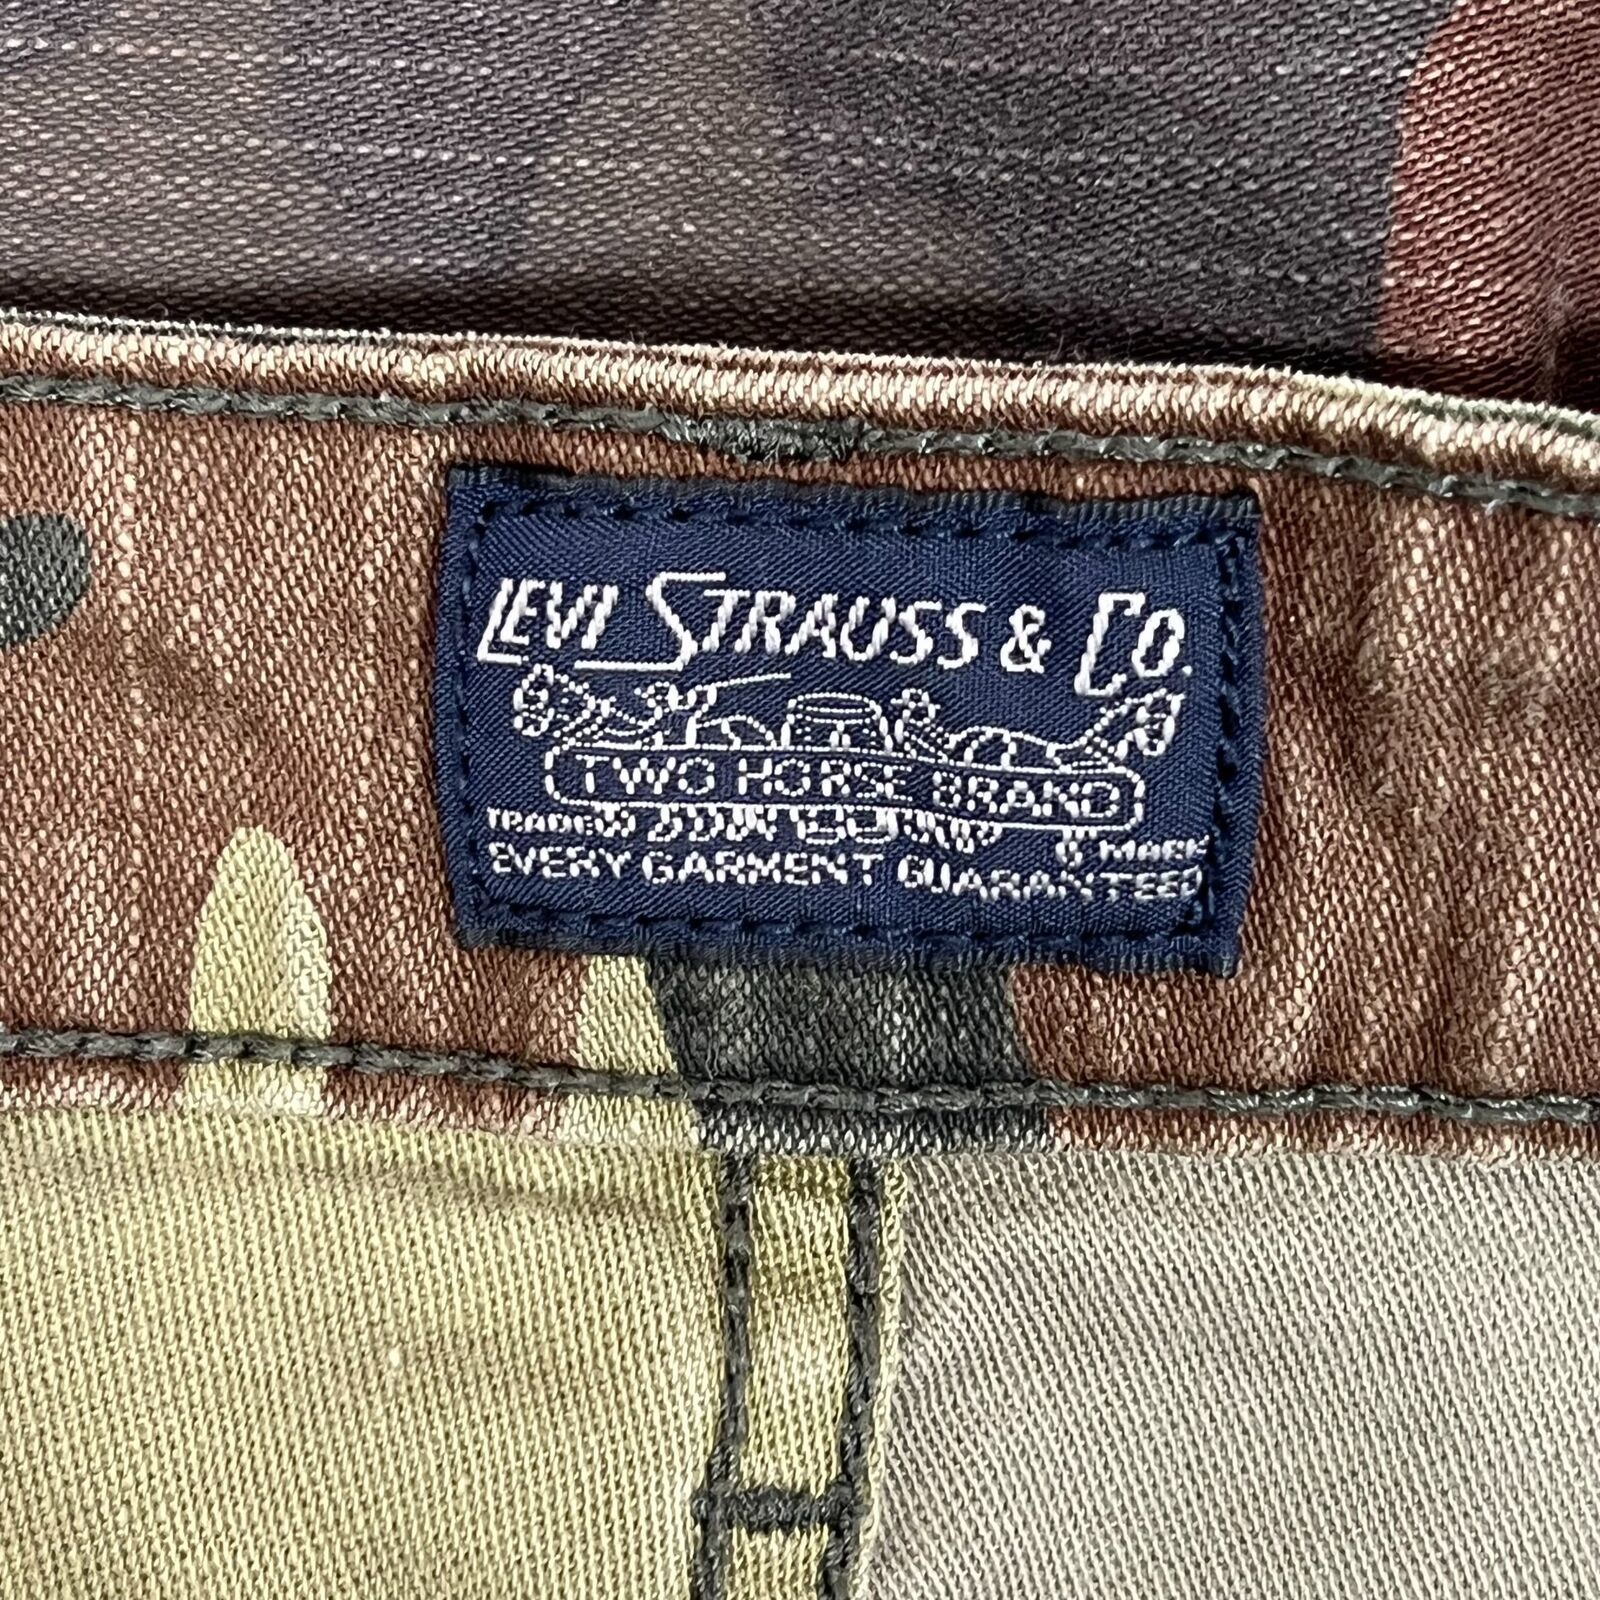 LEVI STRAUSS & CO.
TWO HORSE BRAND
TRADE MARK
EVERY GARMENT GUARANTEED